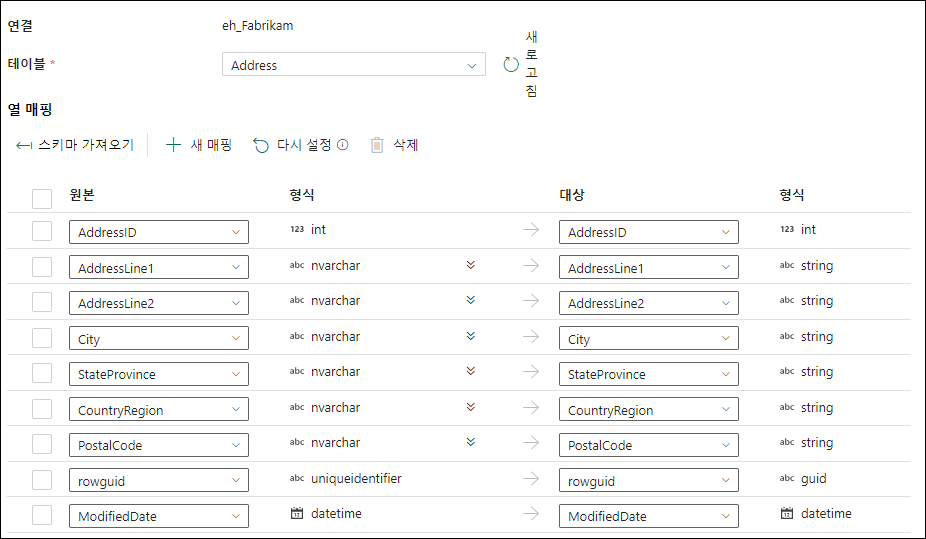 연결 eh_Fabrikam
테이블 * Address 새로고침
열 매핑
스키마 가져오기 새 매핑 다시 설정 삭제
원본 형식 대상 형식
AddressID 123 int AddressID 123 int
AddressLine1 abc nvarchar AddressLine1 abc string
AddressLine2 abc nvarchar AddressLine2 abc string
City abc nvarchar City abc string
StateProvince abc nvarchar StateProvince abc string
CountryRegion abc nvarchar CountryRegion abc string
PostalCode abc nvarchar PostalCode abc string
rowguid abc uniqueidentifier rowguid abc guid
ModifiedDate datetime ModifiedDate datetime